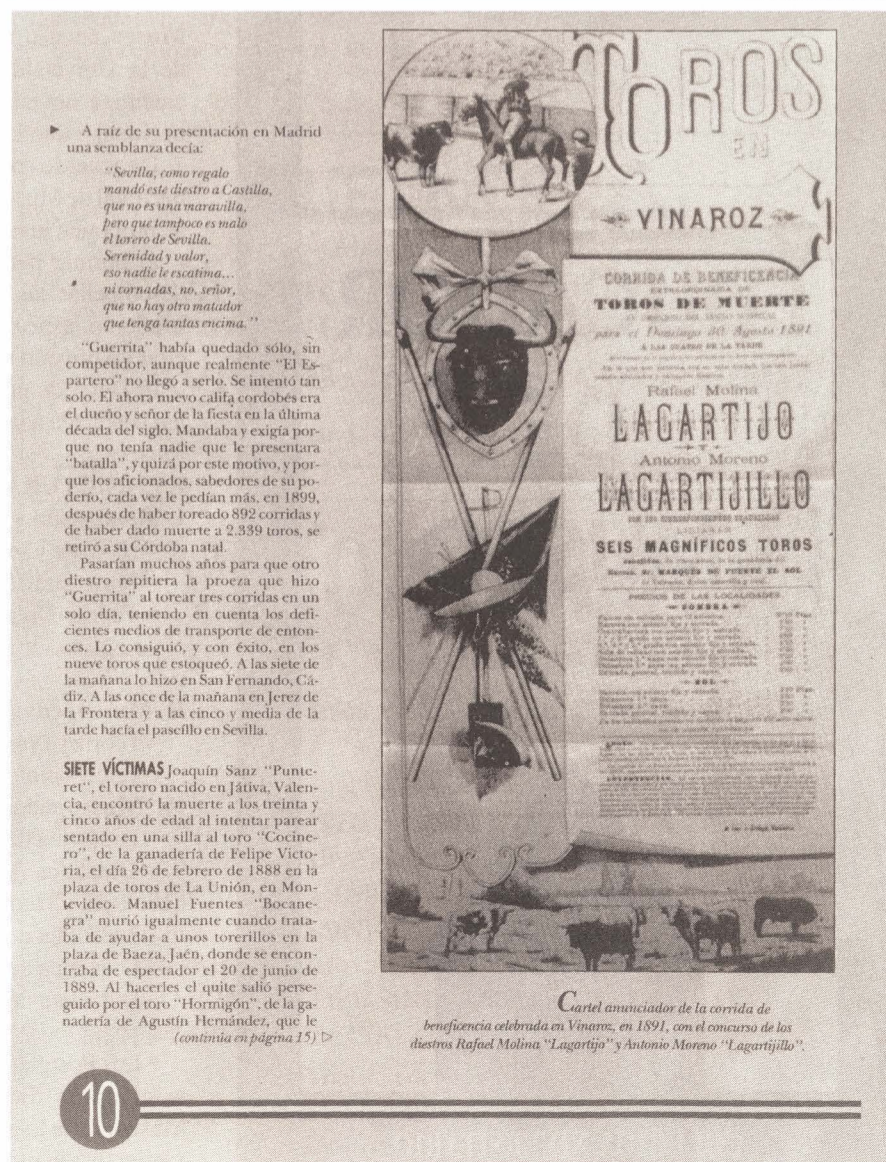 ► A raíz de su presentación en Madrid
una semblanza decía:
"Sevilla, como regalo
mandó este diestro a Castilla,
que no es una maravilla,
pero que tampoco es malo
el torero de Sevilla.
Serenidad y valor,
eso nadie le escatima...
ni cornadas, no, señor,
que no hay otro matador
que tenga tantas encima."
"Guerrita" había quedado sólo, sin
competidor, aunque realmente "El Es-
partero" no llegó a serlo. Se intentó tan
solo. El ahora nuevo califa cordobés era
el dueño y señor de la fiesta en la última
década del siglo. Mandaba y exigía por-
que no tenía nadie que le presentara
"batalla", y quizá por este motivo, y por-
que los aficionados, sabedores de su po-
derío, cada vez le pedían más, en 1899,
después de haber toreado 892 corridas y
de haber dado muerte a 2.339 toros, se
retiró a su Córdoba natal.
Pasarían muchos años para que otro
diestro repitiera la proeza que hizo
"Guerrita" al torear tres corridas en un
solo día, teniendo en cuenta los defi-
cientes medios de transporte de enton-
ces. Lo consiguió, y con éxito, en los
nueve toros que estoqueó. A las siete de
la mañana lo hizo en San Fernando, Cá-
diz. A las once de la mañana en Jerez de
la Frontera y a las cinco y media de la
tarde hacía el paseíllo en Sevilla.
SIETE VÍCTIMAS Joaquín Sanz "Punte-
ret", el torero nacido en Játiva, Valen-
cia, encontró la muerte a los treinta y
cinco años de edad al intentar parear
sentado en una silla al toro "Cocine-
ro", de la ganadería de Felipe Victo-
ria, el día 26 de febrero de 1888 en la
plaza de toros de La Unión, en Mon-
tevideo. Manuel Fuentes "Bocane-
gra" murió igualmente cuando trata-
ba de ayudar a unos torerillos en la
plaza de Baeza, Jaén, donde se encon-
traba de espectador el 20 de junio de
1889. Al hacerles el quite salió perse-
guido por el toro "Hormigón", de la ga-
nadería de Agustín Hernández, que le
(continúa en página 15) ▷
TOROS
EN
VINAROZ
CORRIDA DE BENEFICENCIA
EXTRAORDINARIA DE
TOROS DE MUERTE
para el Domingo 30 Agosto 1891
A LAS CUATRO DE LA TARDE
Rafael Molina
LAGARTIJO
Y
Antonio Moreno
LAGARTIJILLO
SEIS MAGNÍFICOS TOROS
MARQUES DE FUENTE EL SOL
PRECIOS DE LAS LOCALIDADES
SOMBRA
SOL
Cartel anunciador de la corrida de
beneficencia celebrada en Vinaroz, en 1891, con el concurso de los
diestros Rafael Molina "Lagartijo" y Antonio Moreno "Lagartijillo".
10